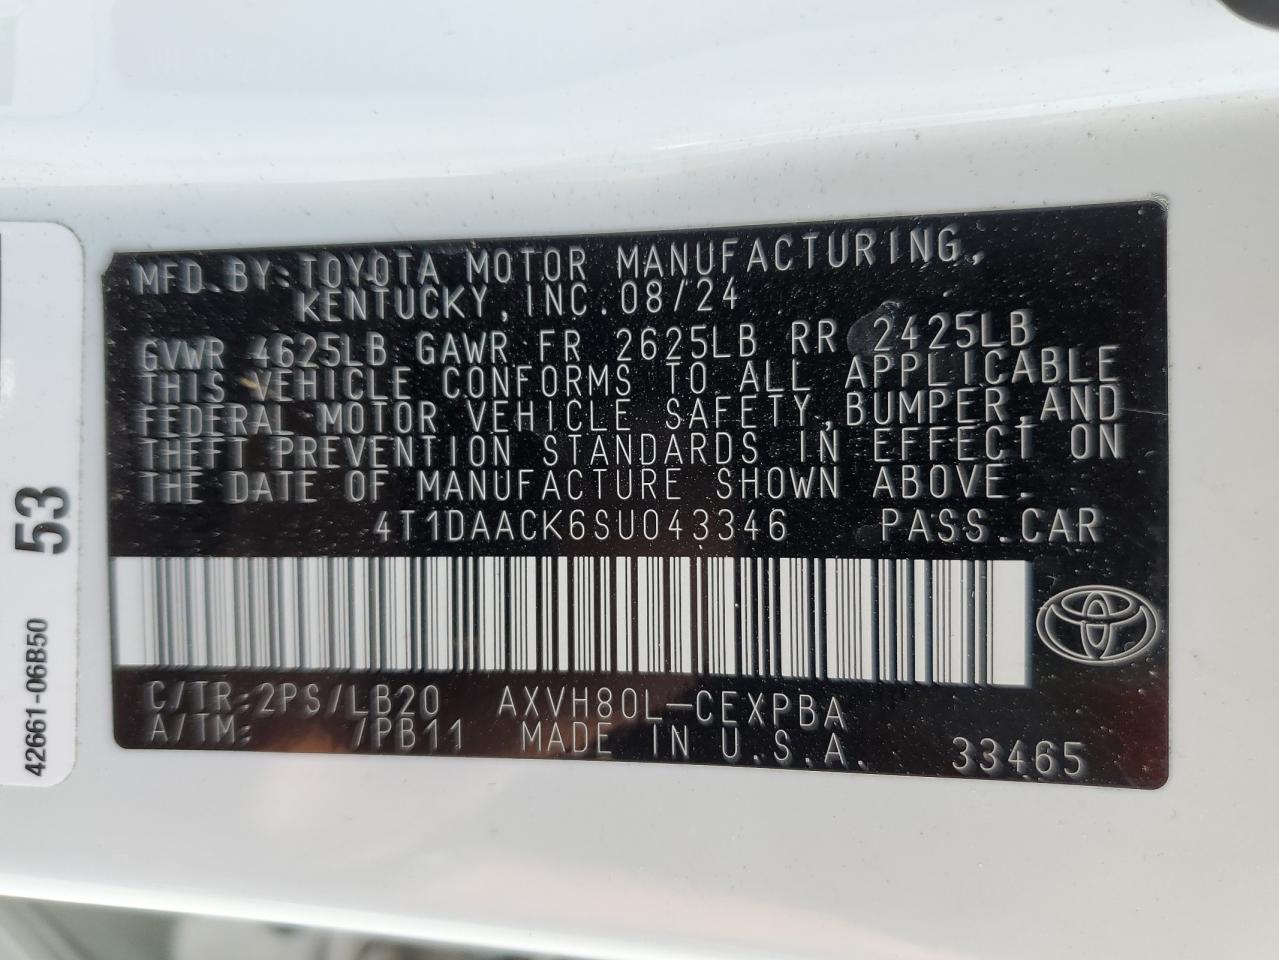 MFD.BY:TOYOTA MOTOR MANUFACTURING,
KENTUCKY,INC.08/24
GVWR 4625LB GAWR FR 2625LB RR 2425LB
THIS VEHICLE CONFORMS TO ALL APPLICABLE
FEDERAL MOTOR VEHICLE SAFETY,BUMPER,AND
THEFT PREVENTION STANDARDS IN EFFECT ON
THE DATE OF MANUFACTURE SHOWN ABOVE.
4T1DAACK6SU043346 PASS.CAR
C/TR:2PS/LB20 AXVH80L-CEXPBA
A/TM: /PB11 MADE IN U.S.A. 33465
53
42661-06B50